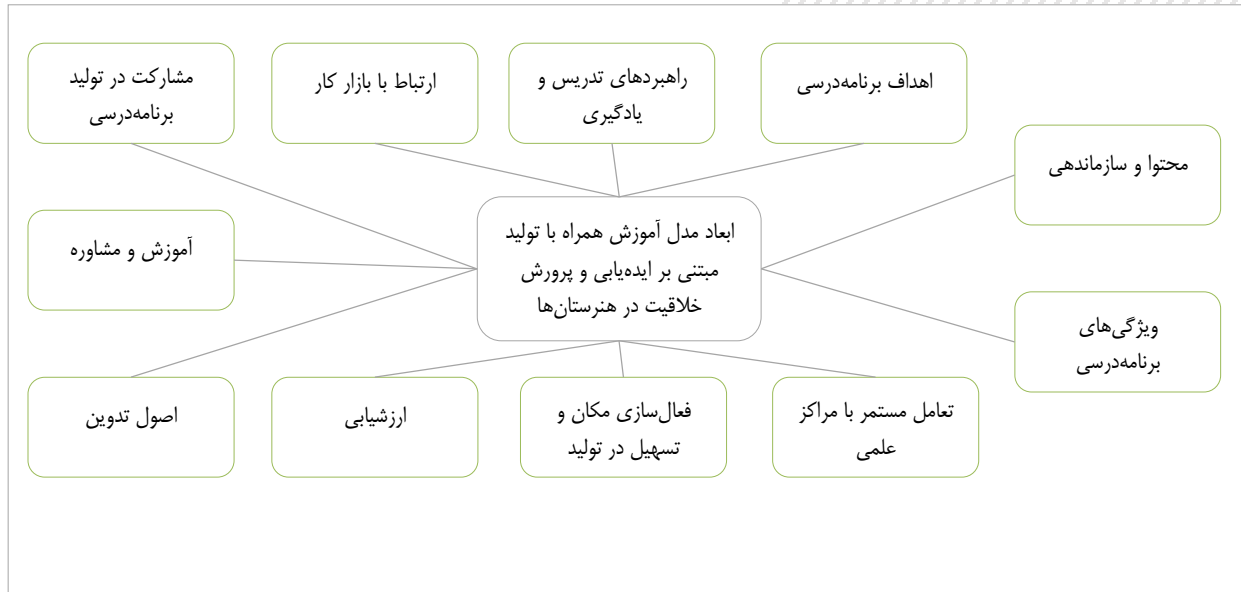 اهداف برنامه‌درسی
راهبردهای تدریس و
یادگیری
ارتباط با بازار کار
مشارکت در تولید
برنامه‌درسی
محتوا و سازماندهی
ابعاد مدل آموزش همراه با تولید
مبتنی بر ایده‌یابی و پرورش
خلاقیت در هنرستان‌ها
آموزش و مشاوره
ویژگی‌های
برنامه‌درسی
تعامل مستمر با مراکز
علمی
فعال‌سازی مکان و
تسهیل در تولید
ارزشیابی
اصول تدوین